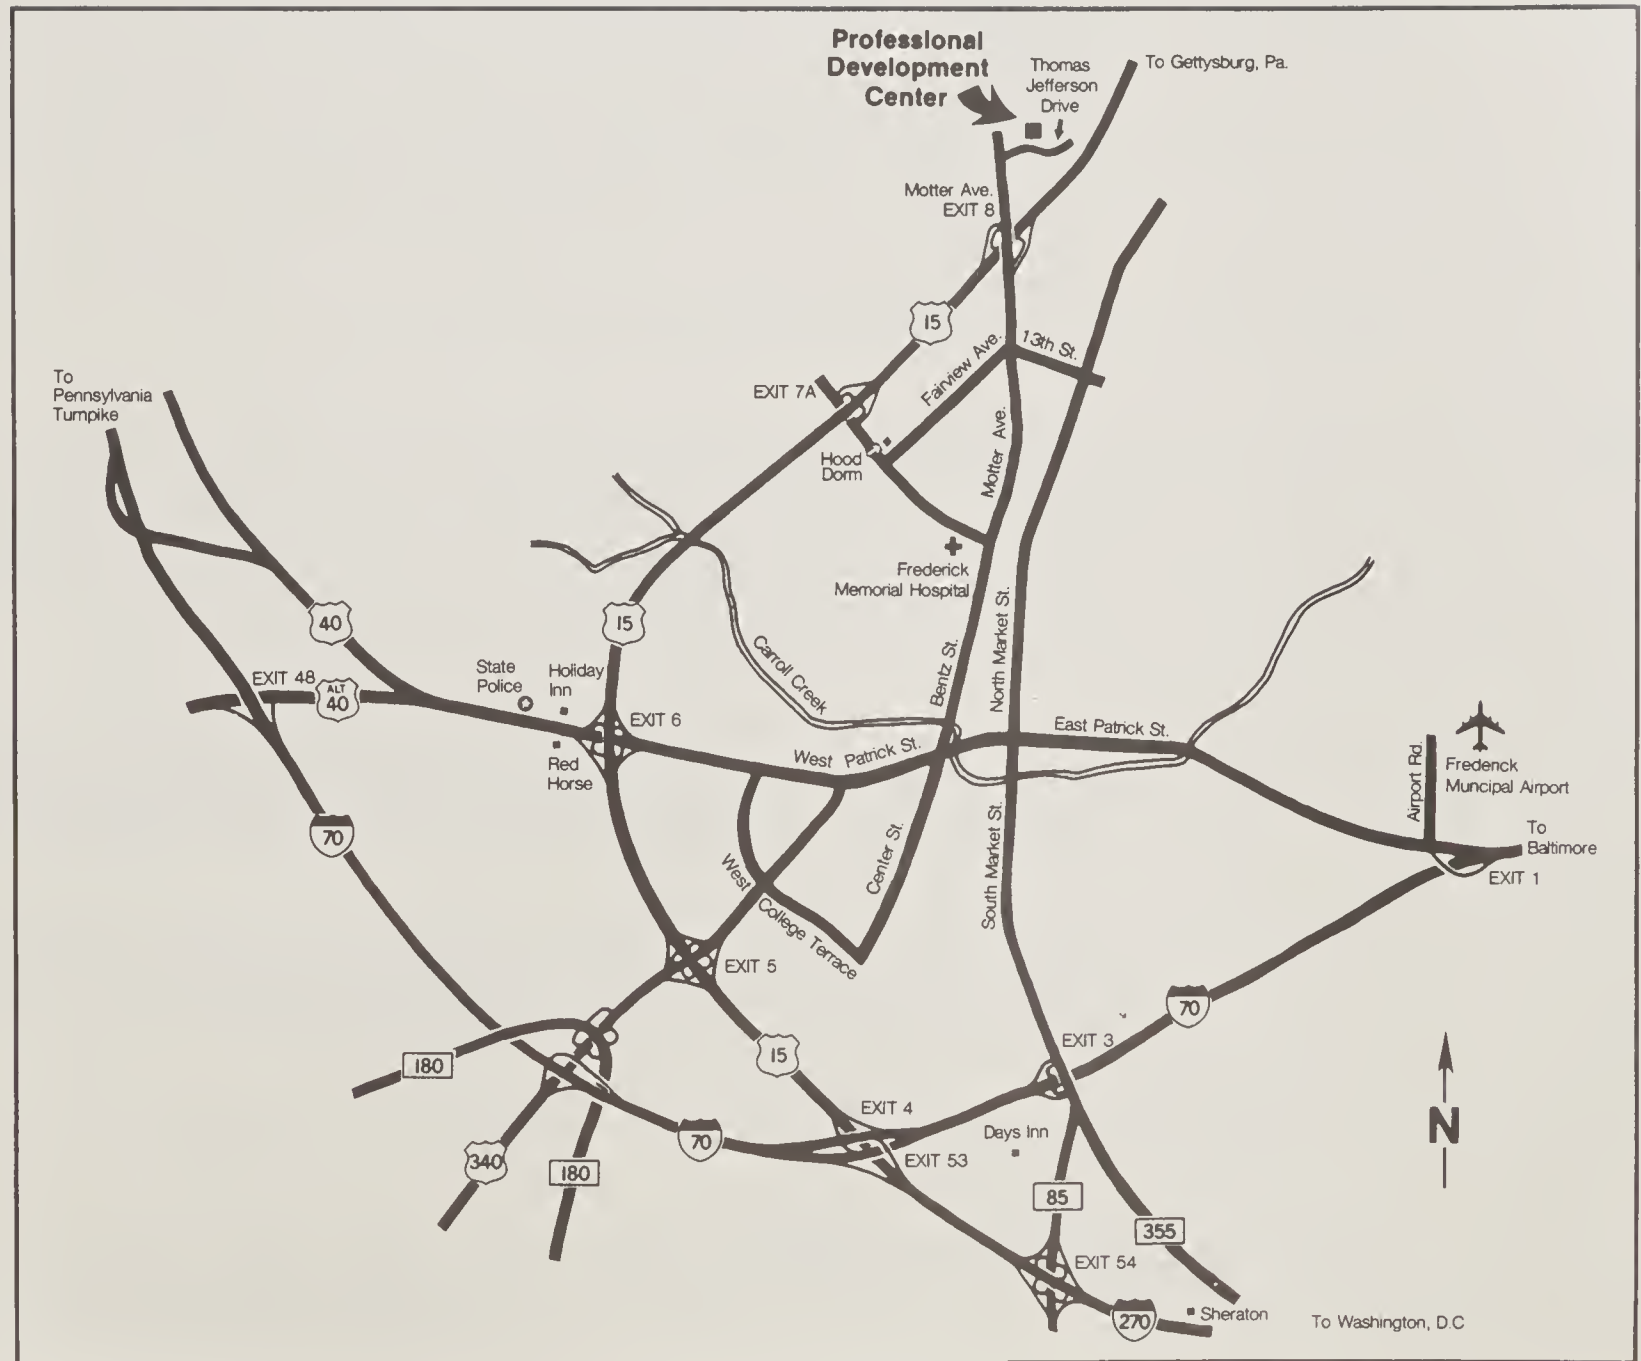 Professional
Development
Center
Thomas
Jefferson
Drive
To Gettysburg, Pa.
Motter Ave.
EXIT 8
15
Fairview Ave.
13th St.
EXIT 7A
To
Pennsylvania
Turnpike
Hood
Dorm
Motter Ave.
Frederick
Memorial Hospital
40
15
Carroll Creek
Bentz St.
North Market St.
EXIT 48
ALT
40
State
Police
Holiday
Inn
EXIT 6
Red
Horse
West Patrick St.
East Patrick St.
Airport Rd.
Frederick
Muncipal Airport
To
Baltimore
EXIT 1
70
West College Terrace
Center St.
South Market St.
EXIT 5
70
EXIT 3
180
15
EXIT 4
Days Inn
EXIT 53
70
340
180
85
355
EXIT 54
270
Sheraton
To Washington, D.C
N